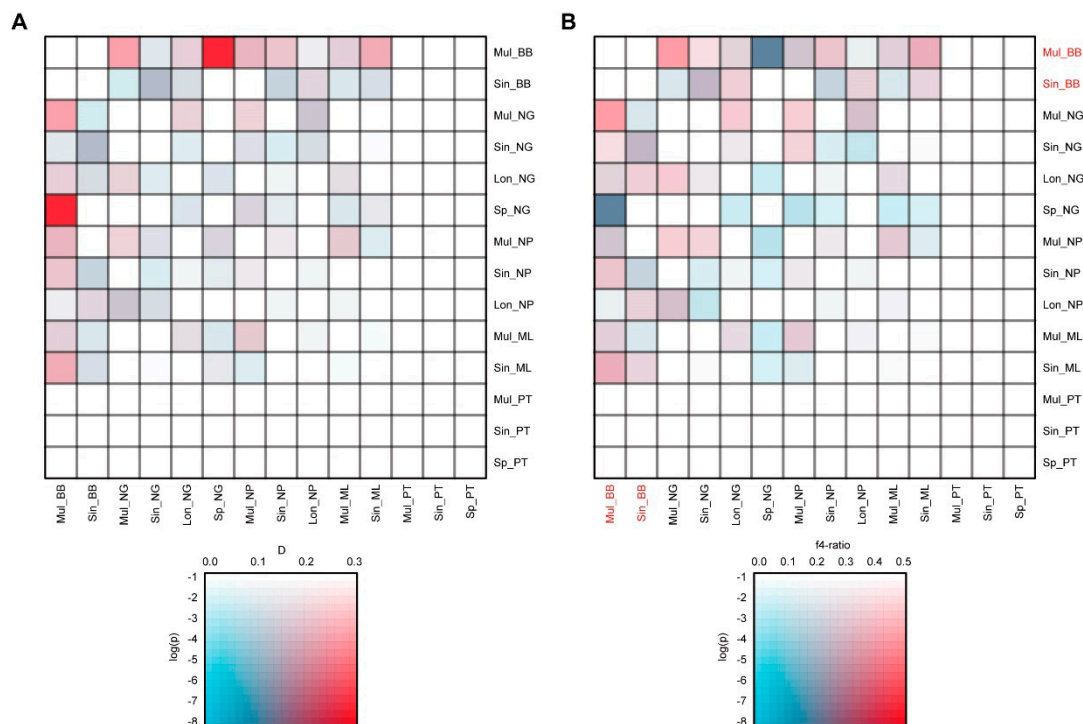 A
B
Mul_BB
Sin_BB
Mul_NG
Sin_NG
Lon_NG
Sp_NG
Mul_NP
Sin_NP
Lon_NP
Mul_ML
Sin_ML
Mul_PT
Sin_PT
Sp_PT
Mul_BB
Sin_BB
Mul_NG
Sin_NG
Lon_NG
Sp_NG
Mul_NP
Sin_NP
Lon_NP
Mul_ML
Sin_ML
Mul_PT
Sin_PT
Sp_PT
Mul_BB
Sin_BB
Mul_NG
Sin_NG
Lon_NG
Sp_NG
Mul_NP
Sin_NP
Lon_NP
Mul_ML
Sin_ML
Mul_PT
Sin_PT
Sp_PT
Mul_BB
Sin_BB
Mul_NG
Sin_NG
Lon_NG
Sp_NG
Mul_NP
Sin_NP
Lon_NP
Mul_ML
Sin_ML
Mul_PT
Sin_PT
Sp_PT
D
0.0 0.1 0.2 0.3
-1
-2
-3
-4
-5
-6
-7
-8
log(p)
f4-ratio
0.0 0.1 0.2 0.3 0.4 0.5
-1
-2
-3
-4
-5
-6
-7
-8
log(p)